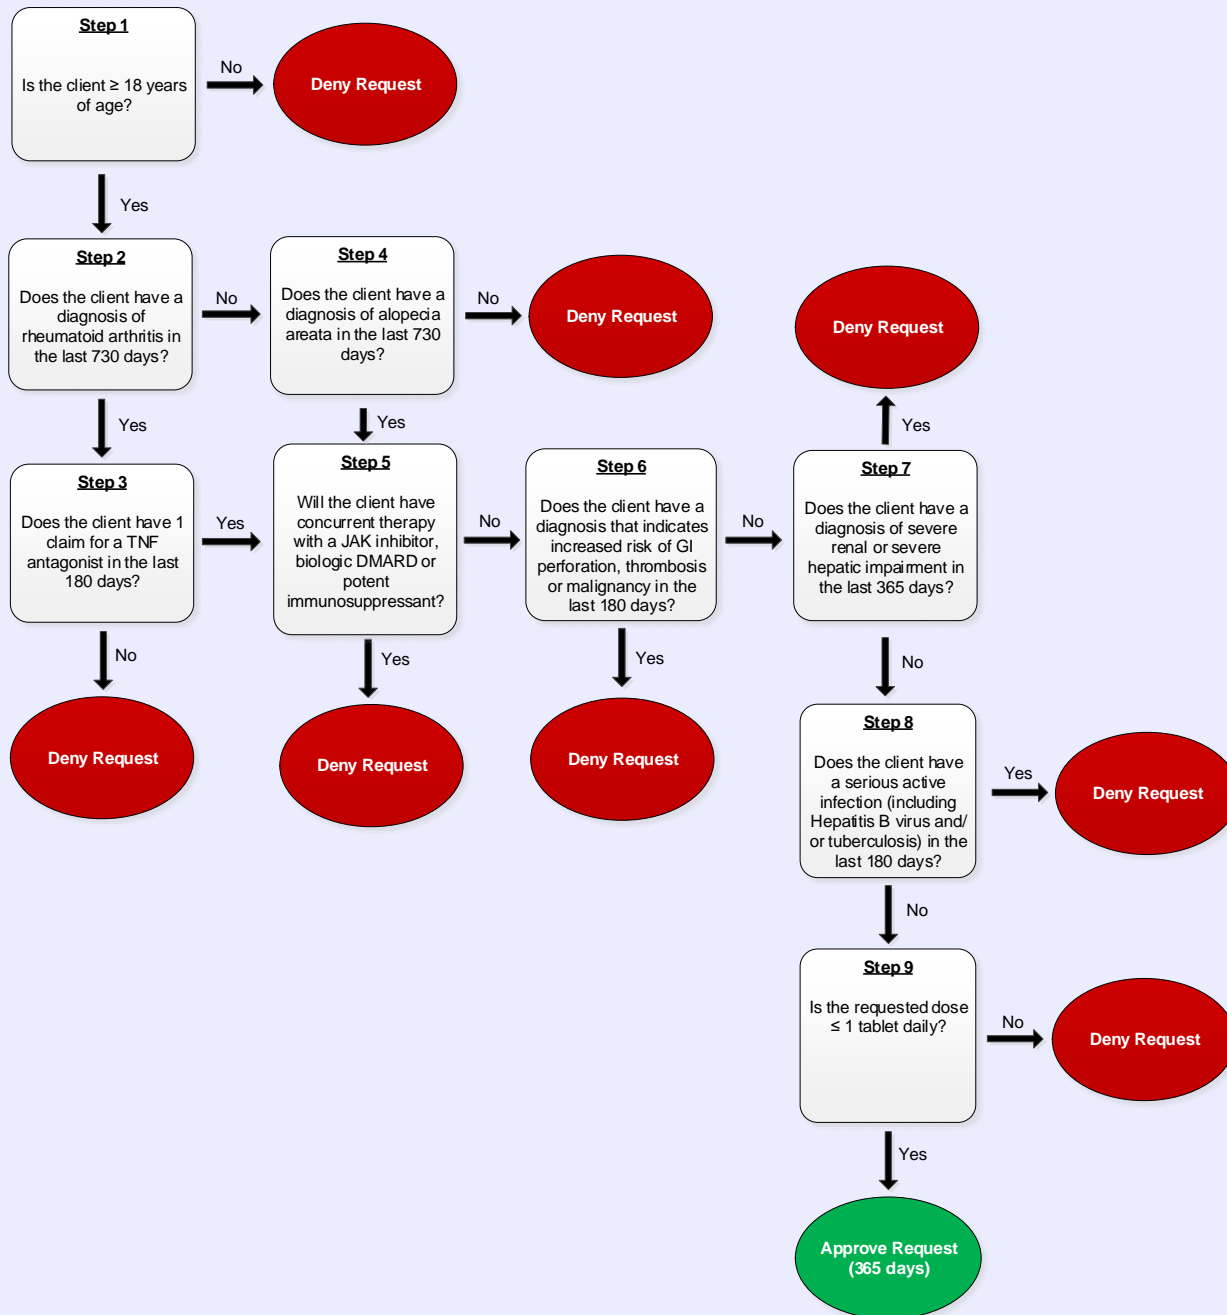 Step 1
Is the client ≥ 18 years
of age?
No
Deny Request
Yes
Step 2
Does the client have a
diagnosis of
rheumatoid arthritis in
the last 730 days?
No
Step 4
Does the client have a
diagnosis of alopecia
areata in the last 730
days?
No
Deny Request
Deny Request
Yes
Yes
Yes
Step 3
Does the client have 1
claim for a TNF
antagonist in the last
180 days?
Yes
Step 5
Will the client have
concurrent therapy
with a JAK inhibitor,
biologic DMARD or
potent
immunosuppressant?
No
Step 6
Does the client have a
diagnosis that indicates
increased risk of GI
perforation, thrombosis
or malignancy in the
last 180 days?
No
Step 7
Does the client have a
diagnosis of severe
renal or severe
hepatic impairment in
the last 365 days?
No
Yes
Yes
No
Deny Request
Deny Request
Deny Request
Step 8
Does the client have
a serious active
infection (including
Hepatitis B virus and/
or tuberculosis) in the
last 180 days?
Yes
Deny Request
No
Step 9
Is the requested dose
≤ 1 tablet daily?
No
Deny Request
Yes
Approve Request
(365 days)